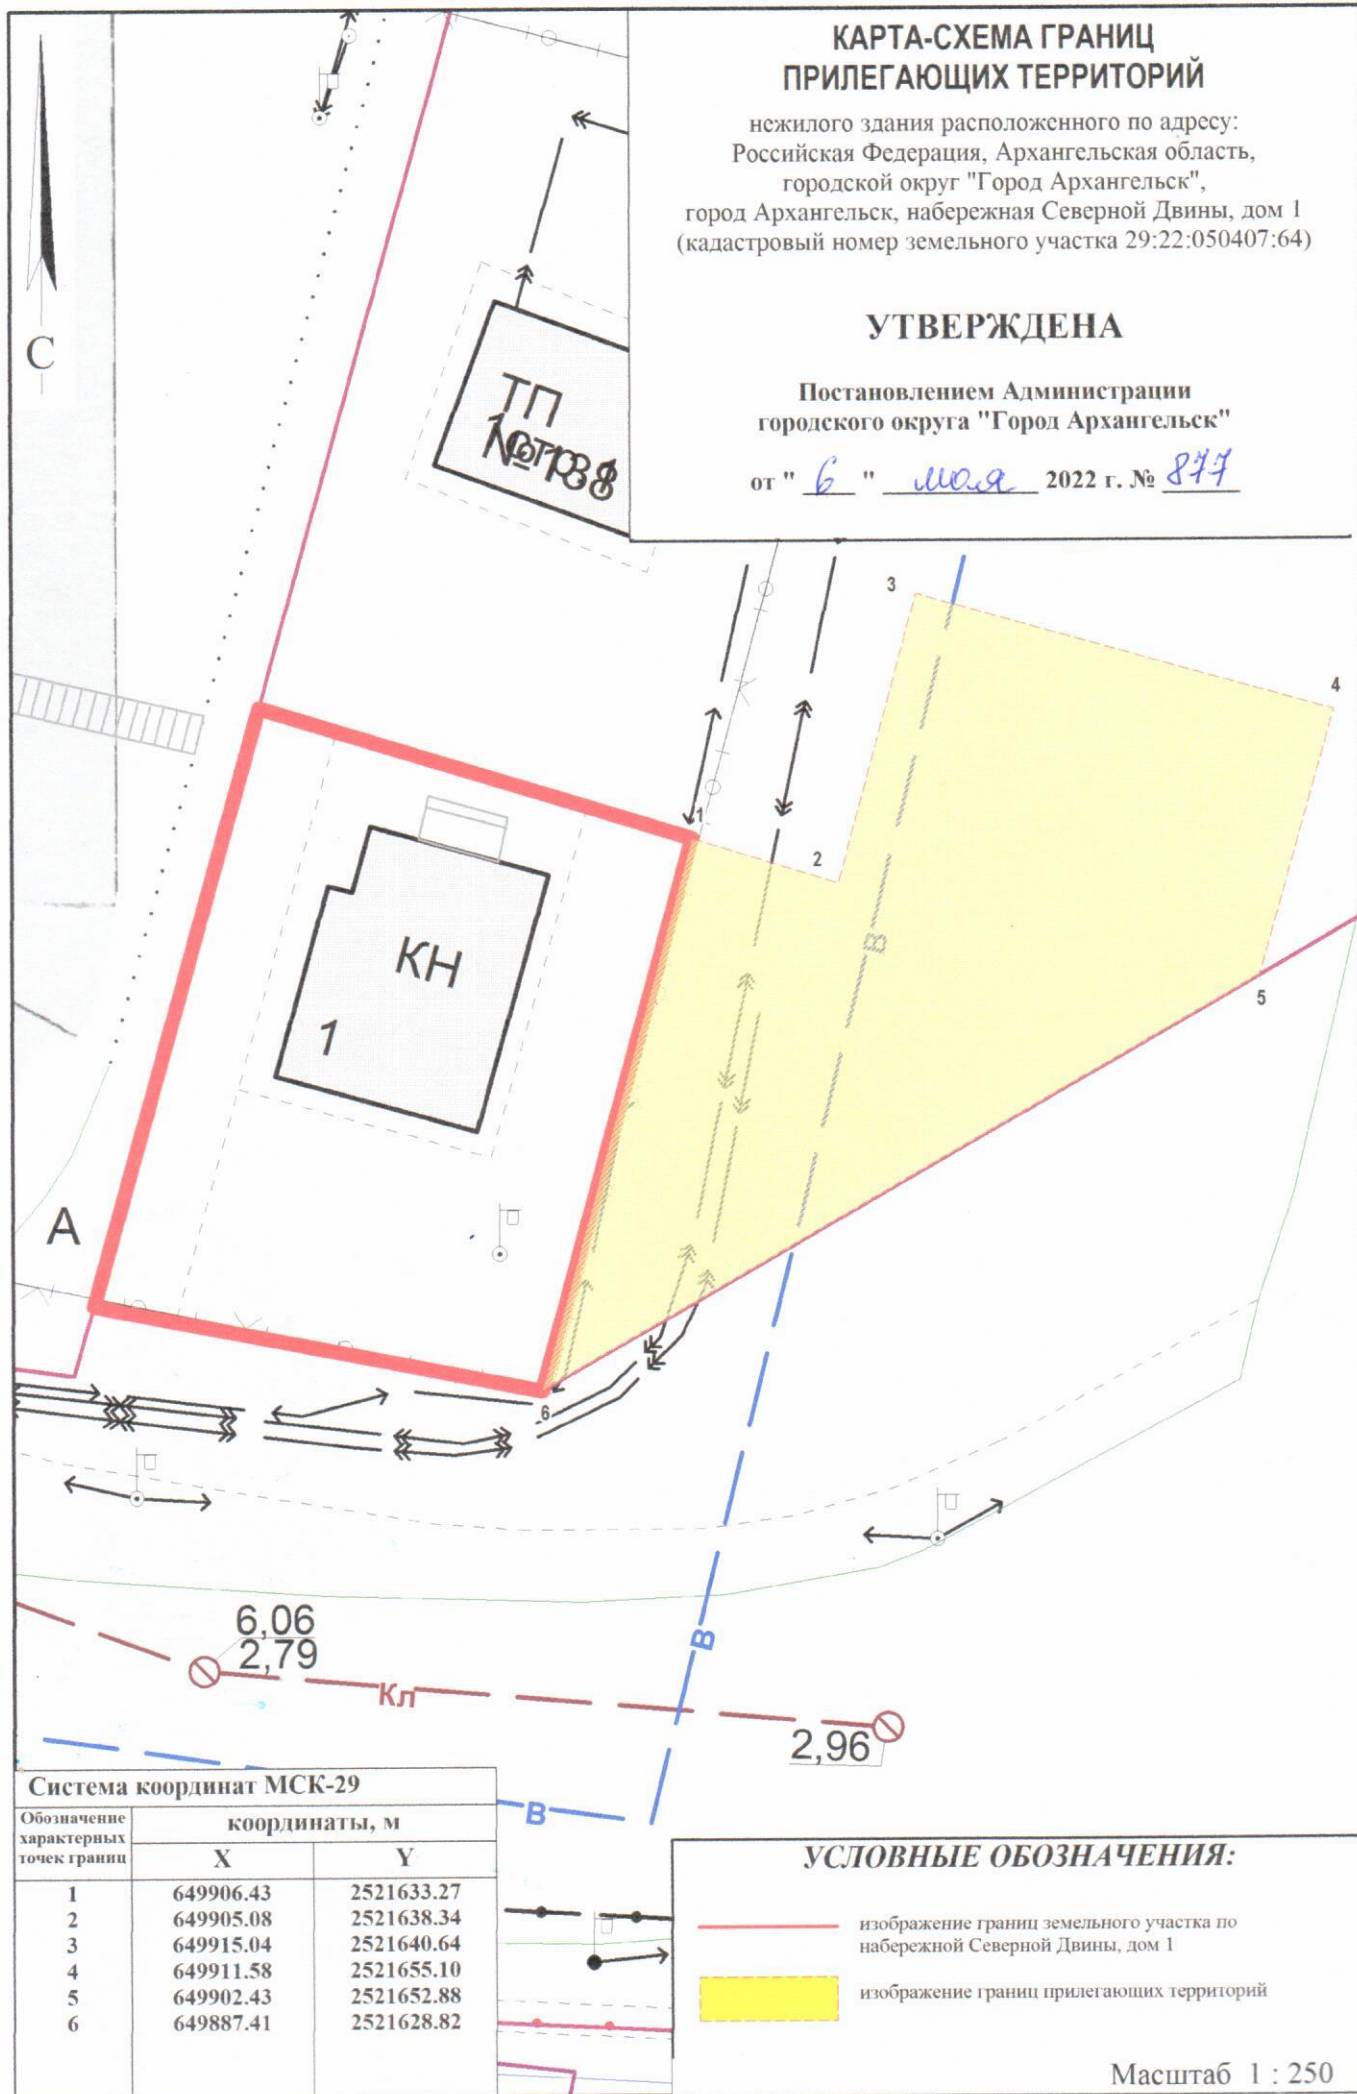 КАРТА-СХЕМА ГРАНИЦ
ПРИЛЕГАЮЩИХ ТЕРРИТОРИЙ
нежилого здания расположенного по адресу:
Российская Федерация, Архангельская область,
городской округ "Город Архангельск",
город Архангельск, набережная Северной Двины, дом 1
(кадастровый номер земельного участка 29:22:050407:64)
УТВЕРЖДЕНА
Постановлением Администрации
городского округа "Город Архангельск"
от " 6 " мая 2022 г. № 877
С
ТП
3
4
1
2
В
КН
1
5
А
6
6,06
2,79
Кл
В
2,96
В
Система координат МСК-29
Обозначение характерных точек границ
координаты, м
X Y
1 649906.43 2521633.27
2 649905.08 2521638.34
3 649915.04 2521640.64
4 649911.58 2521655.10
5 649902.43 2521652.88
6 649887.41 2521628.82
УСЛОВНЫЕ ОБОЗНАЧЕНИЯ:
изображение границ земельного участка по
набережной Северной Двины, дом 1
изображение границ прилегающих территорий
Масштаб 1 : 250